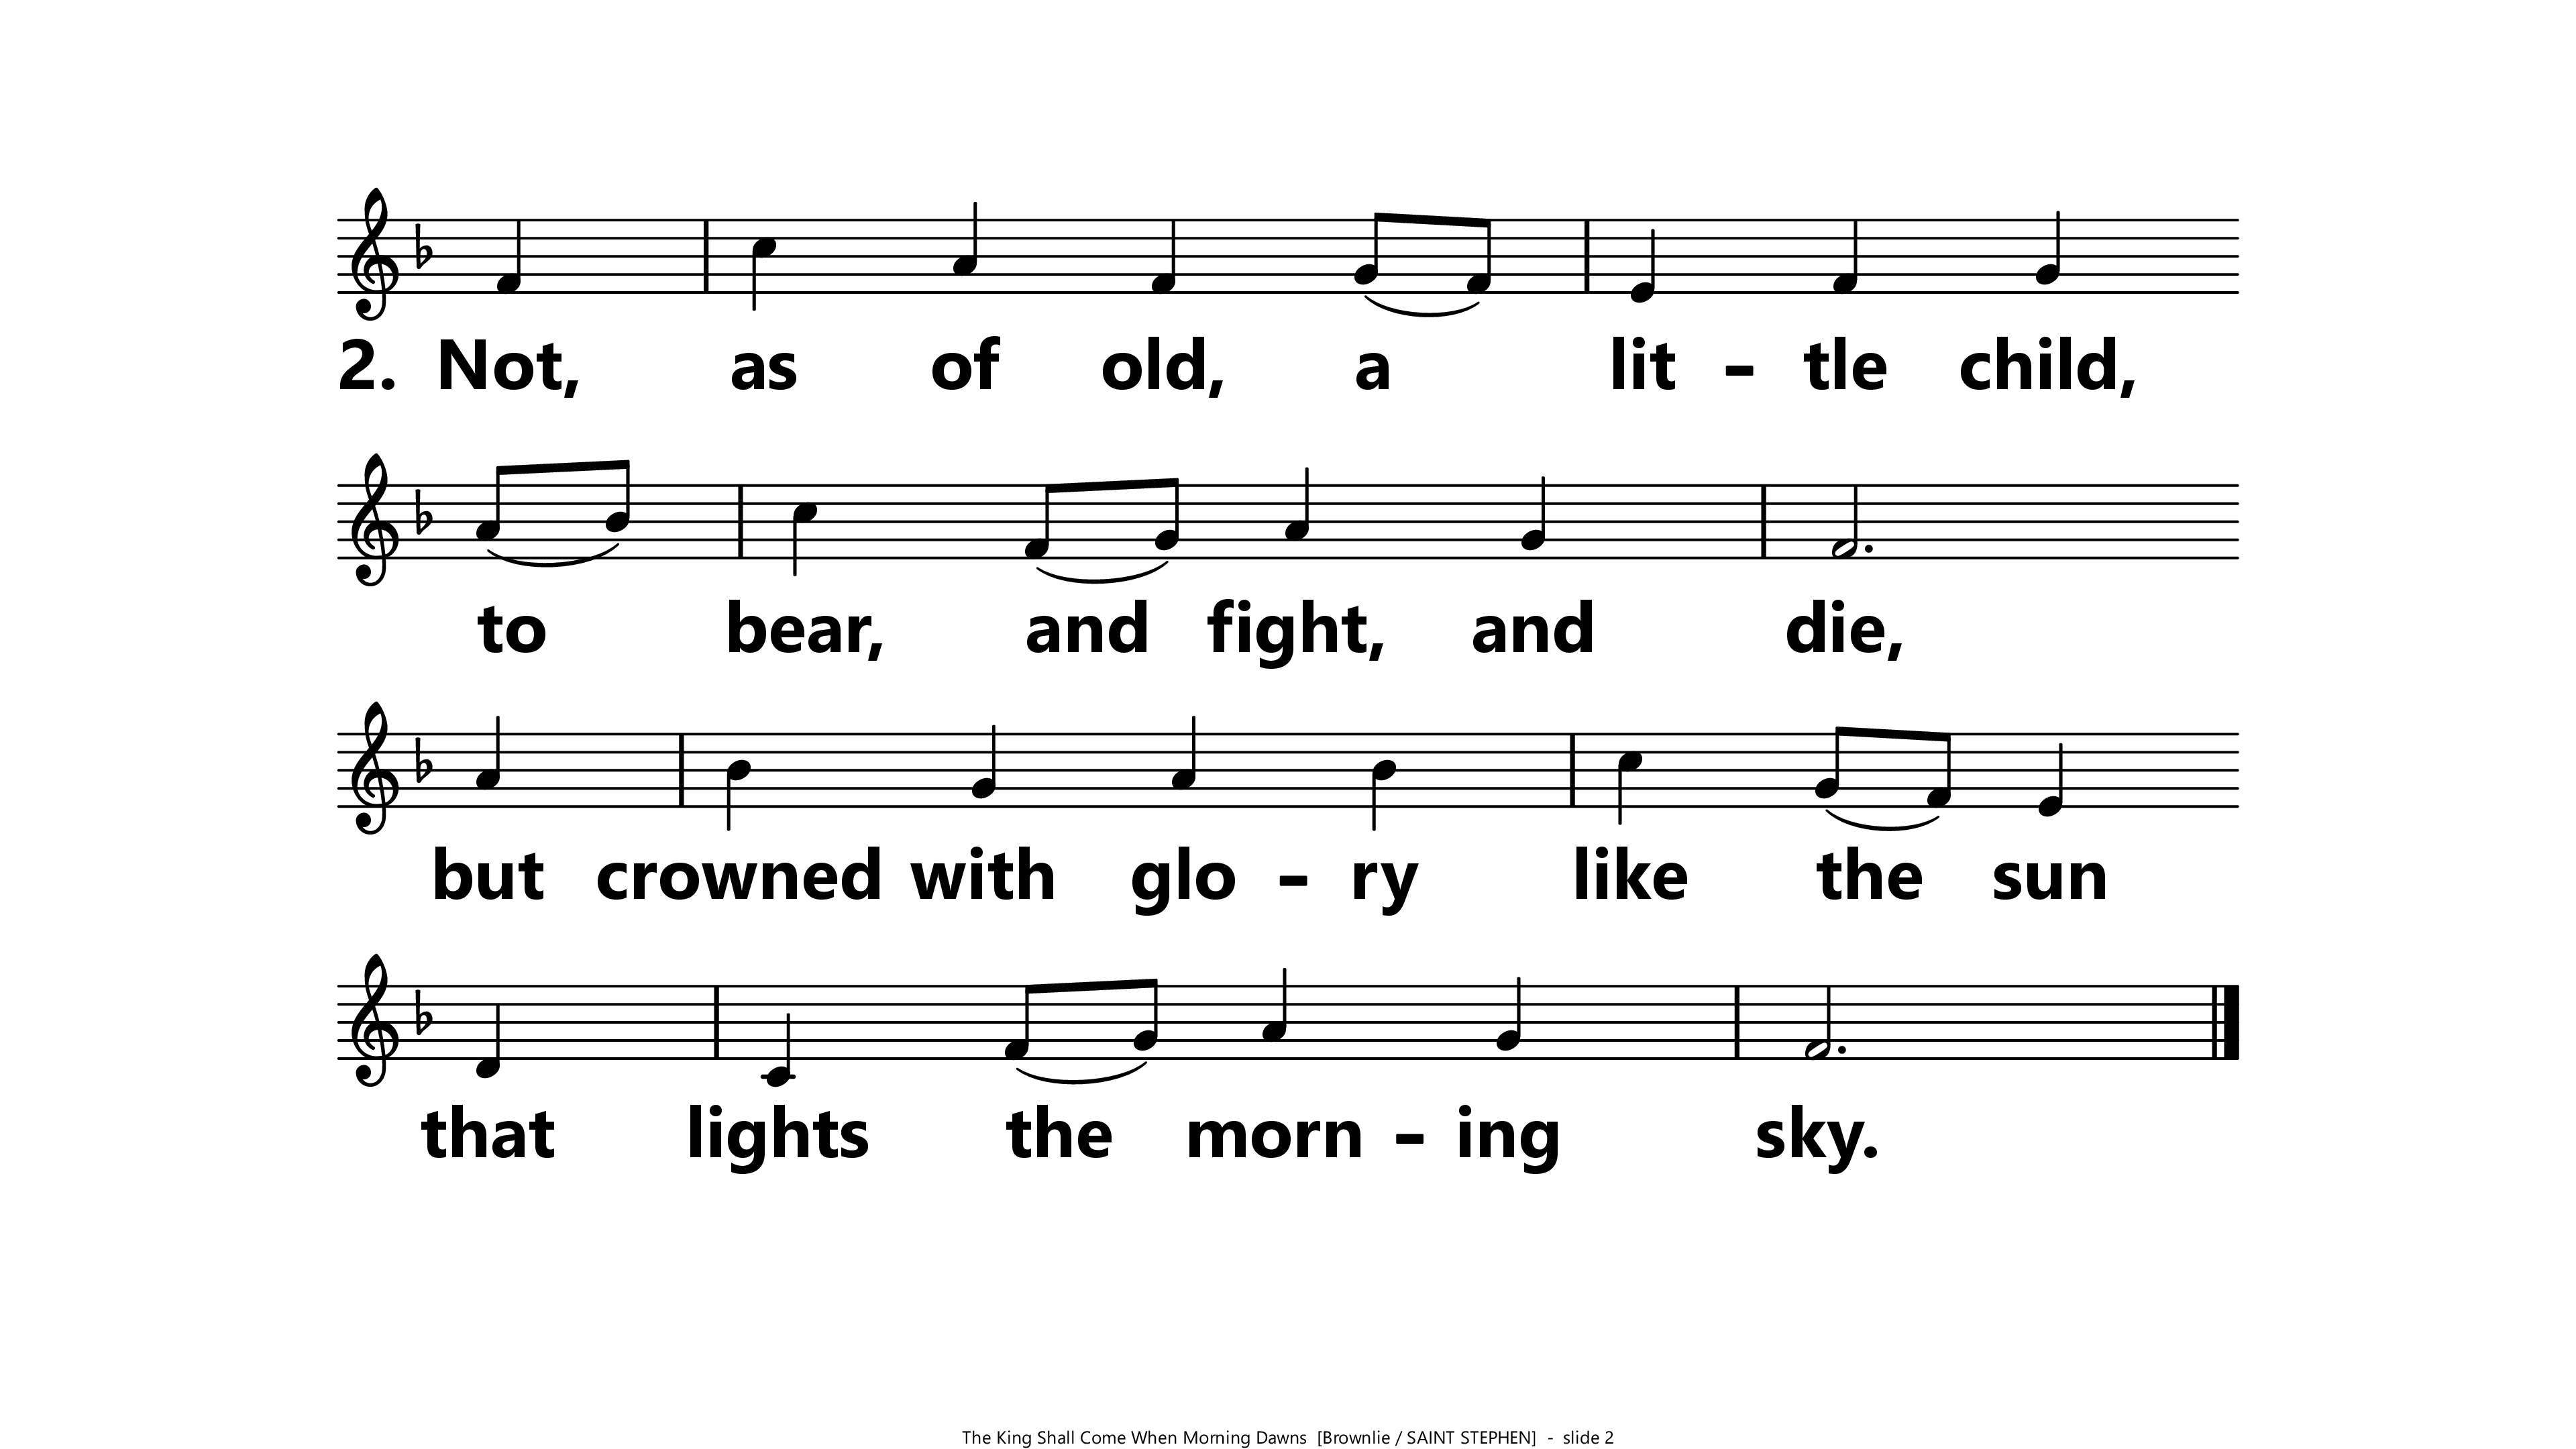 2. Not, as of old, a lit - tle child,
to bear, and fight, and die,
but crowned with glo - ry like the sun
that lights the morn - ing sky.
The King Shall Come When Morning Dawns [Brownlie / SAINT STEPHEN] - slide 2